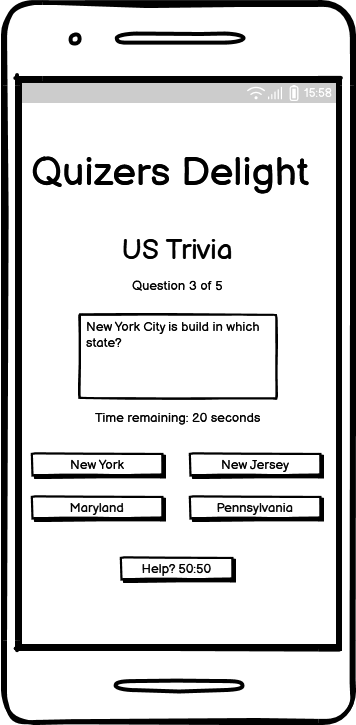 15:58
Quizers Delight
US Trivia
Question 3 of 5
New York City is build in which
state?
Time remaining: 20 seconds
New York
New Jersey
Maryland
Pennsylvania
Help? 50:50